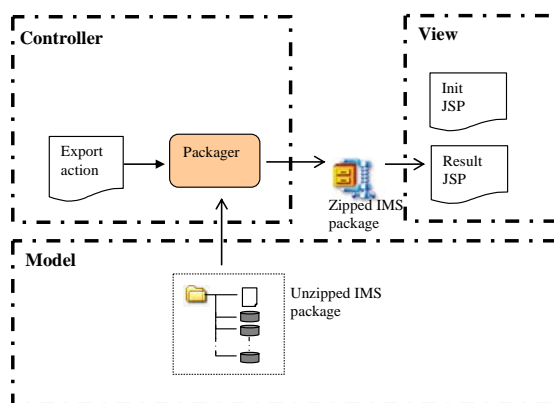 Controller
View
Init
JSP
Export
action
Packager
Result
JSP
Zipped IMS
package
Model
Unzipped IMS
package